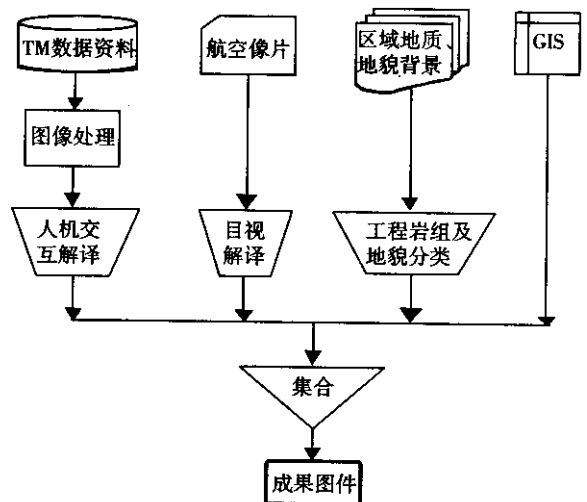 TM数据资料
航空像片
区域地质、
地貌背景
GIS
图像处理
人机交
互解译
目视
解译
工程岩组及
地貌分类
集合
成果图件